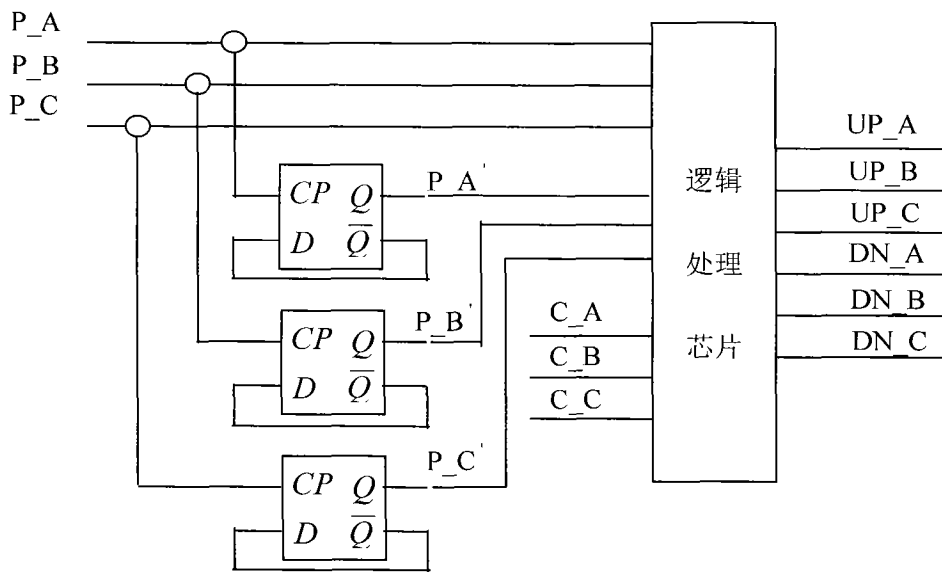 P_A
P_B
P_C
CP Q
D Q̅
P_A'
CP Q
D Q̅
P_B'
CP Q
D Q̅
P_C'
C_A
C_B
C_C
逻辑
处理
芯片
UP_A
UP_B
UP_C
DN_A
DN_B
DN_C